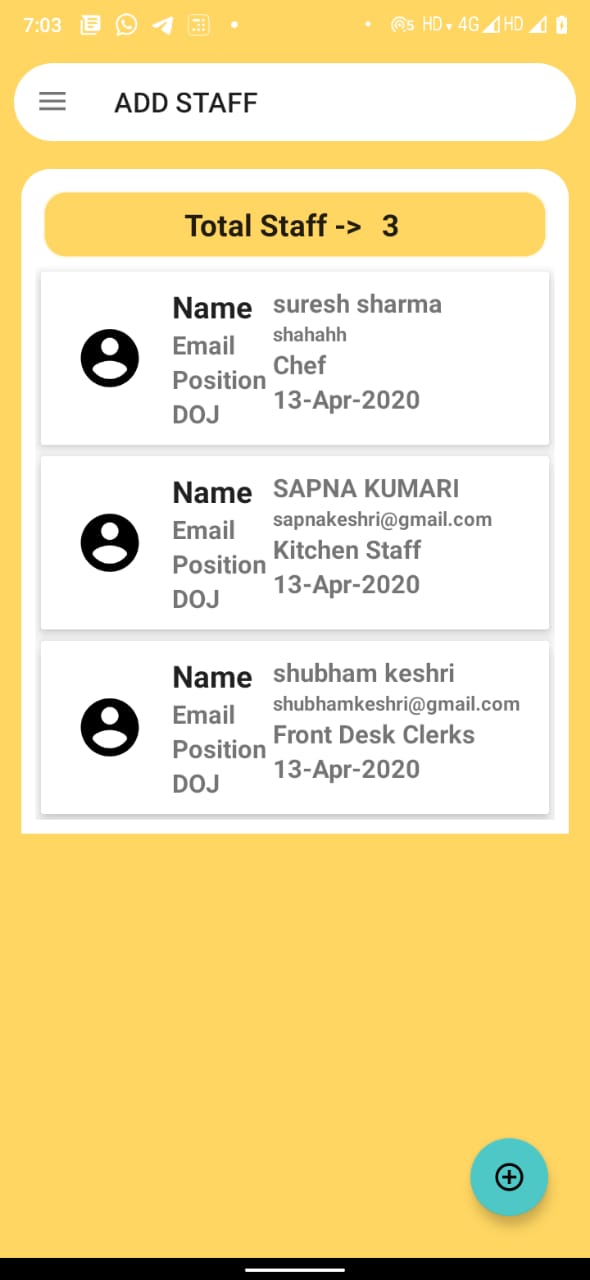 7:03 5 HD 4G HD
ADD STAFF
Total Staff -> 3
Name suresh sharma
Email shahahh
Position Chef
DOJ 13-Apr-2020
Name SAPNA KUMARI
Email sapnakeshri@gmail.com
Position Kitchen Staff
DOJ 13-Apr-2020
Name shubham keshri
Email shubhamkeshri@gmail.com
Position Front Desk Clerks
DOJ 13-Apr-2020